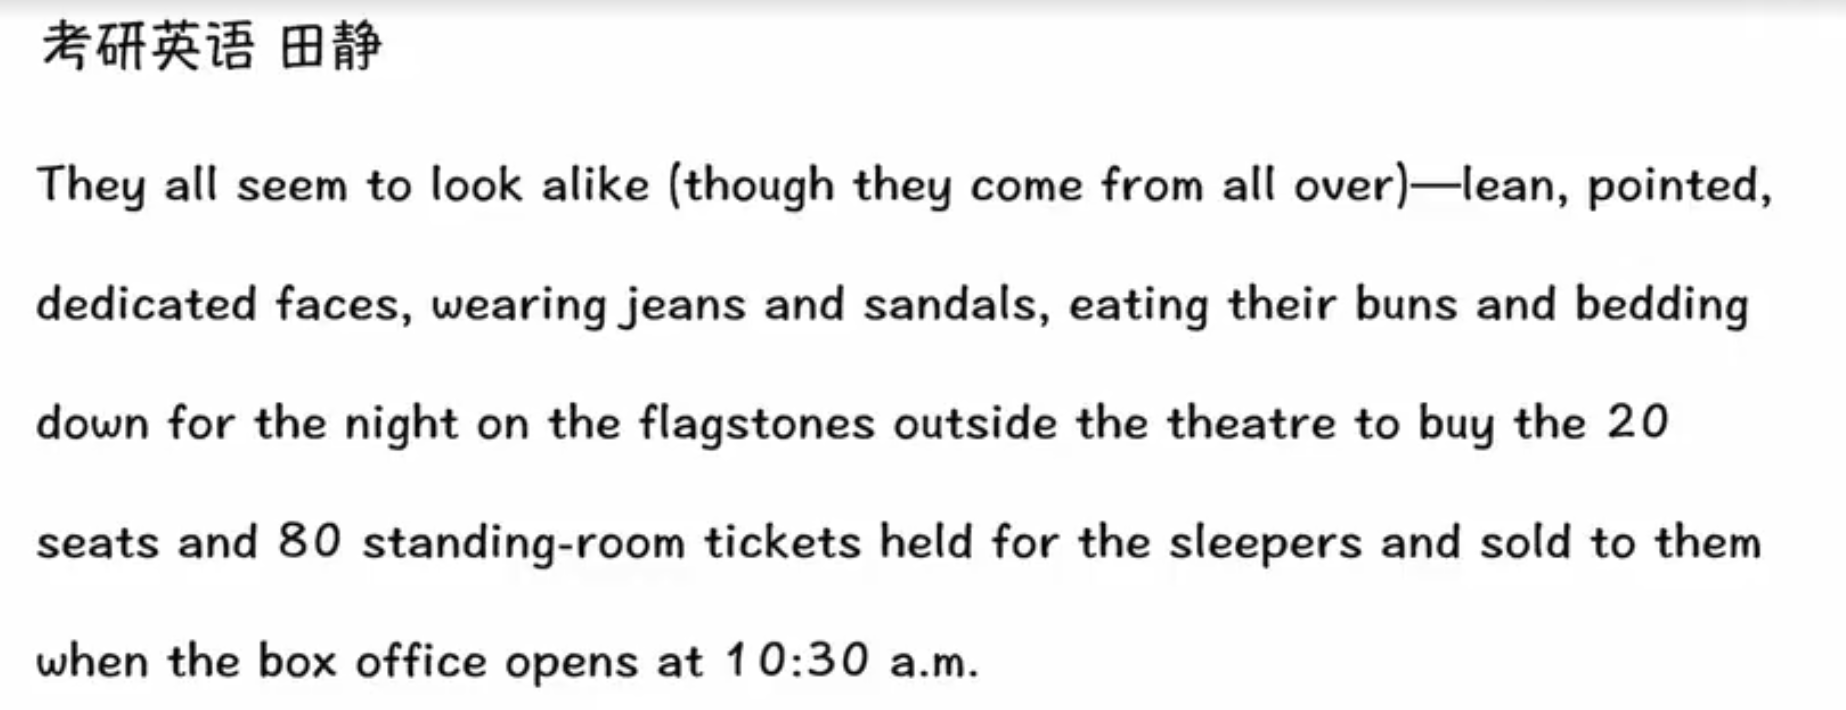 考研英语 田静
They all seem to look alike (though they come from all over)—lean, pointed,
dedicated faces, wearing jeans and sandals, eating their buns and bedding
down for the night on the flagstones outside the theatre to buy the 20
seats and 80 standing-room tickets held for the sleepers and sold to them
when the box office opens at 10:30 a.m.